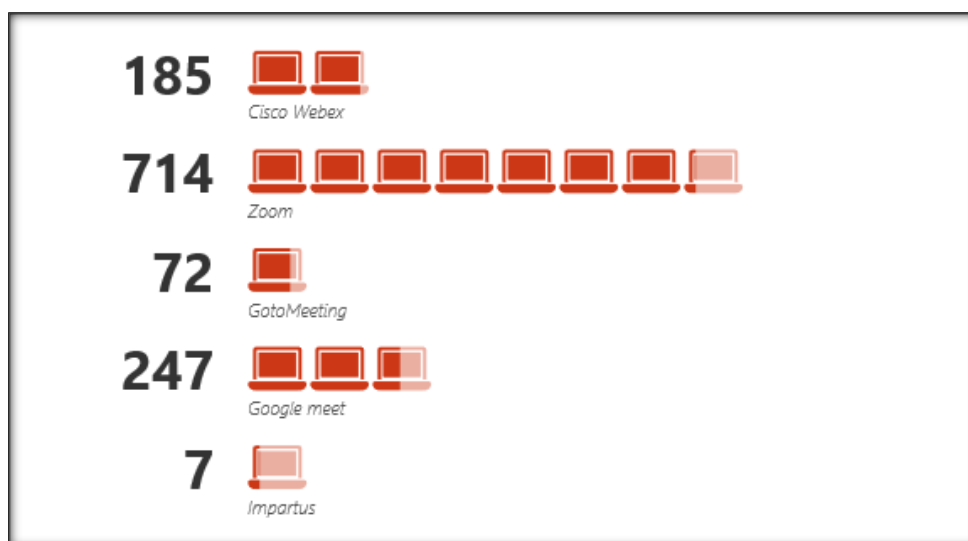 185
Cisco Webex
714
Zoom
72
GotoMeeting
247
Google meet
7
Impartus